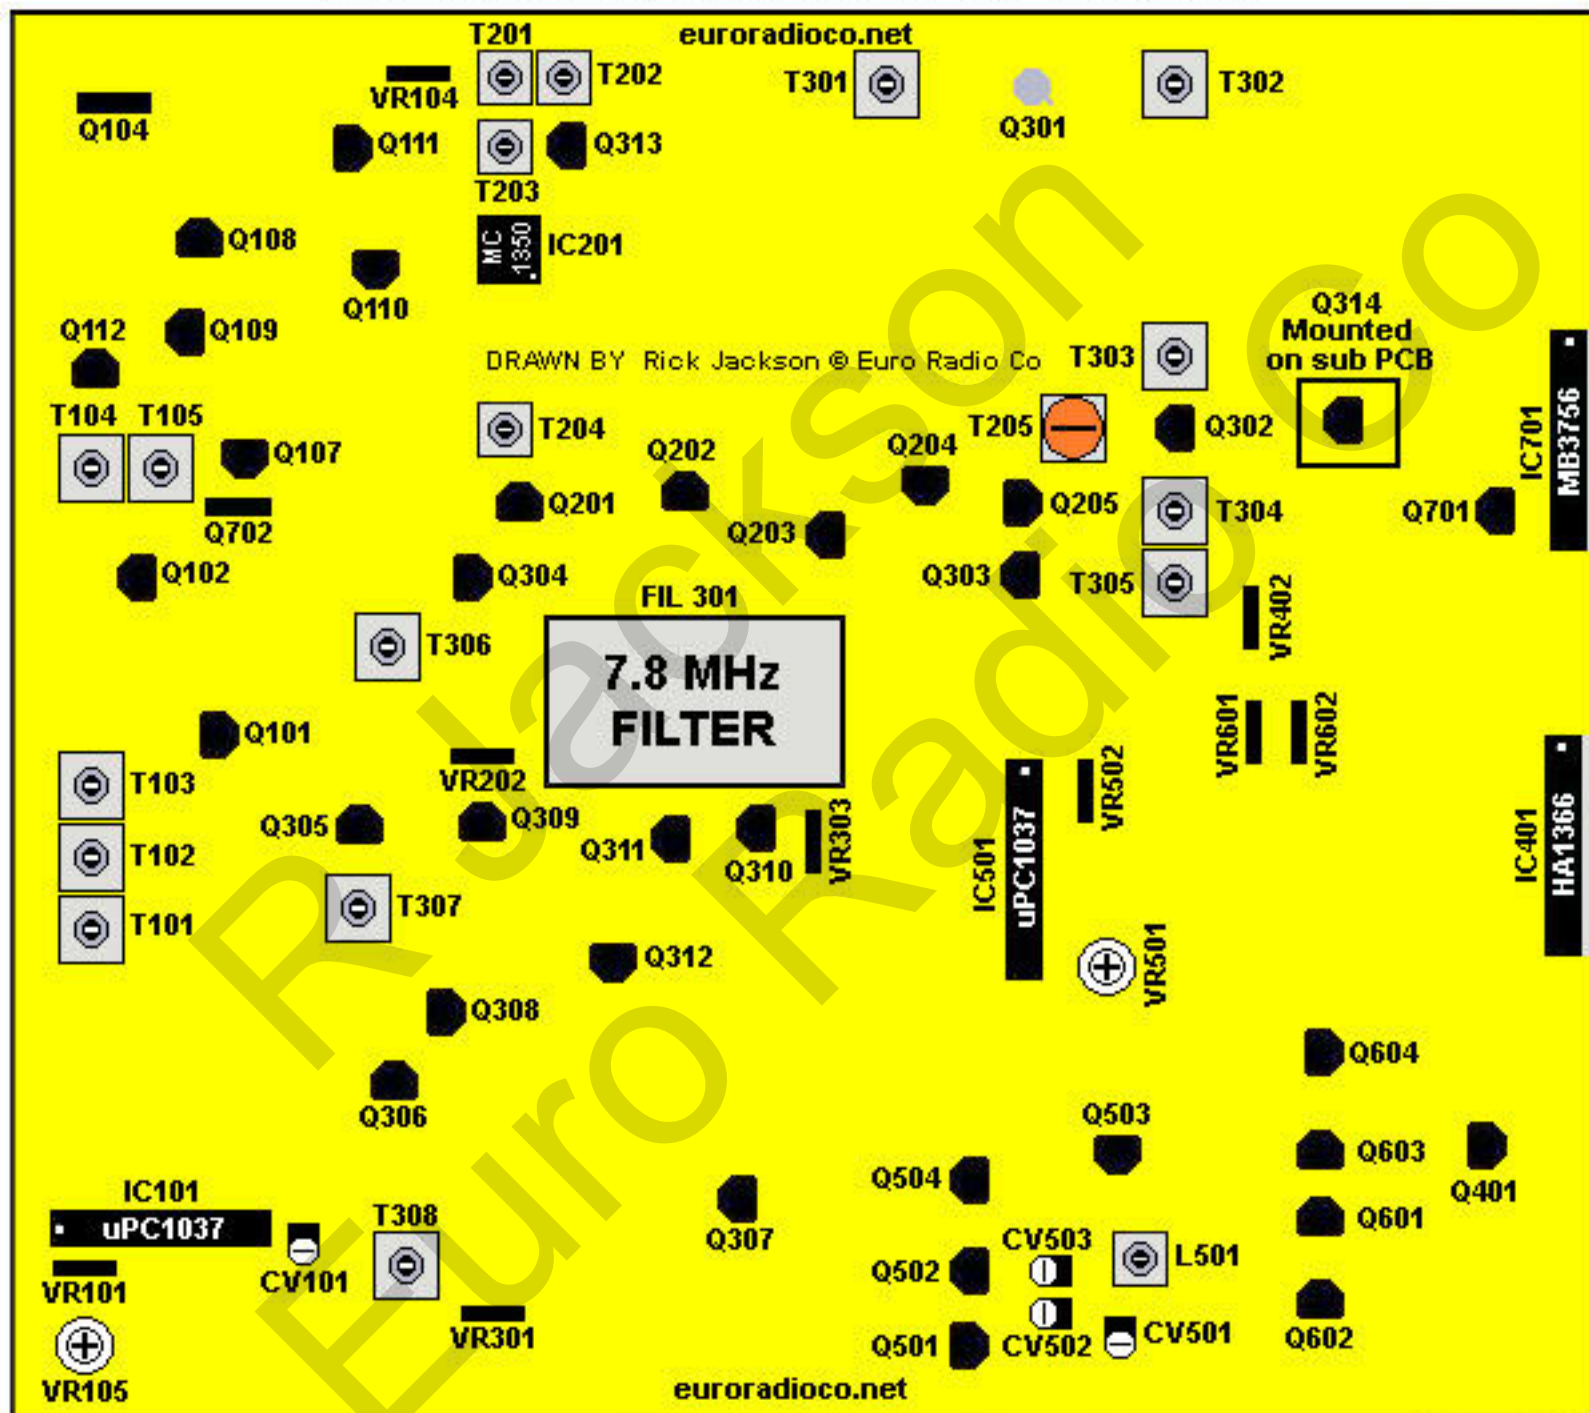 T201
euroradioco.net
T202
T301
T302
VR104
Q104
Q301
Q111
Q313
T203
Q108
MC
1350
IC201
Q110
Q314
Mounted
on sub PCB
Q112
Q109
DRAWN BY Rick Jackson © Euro Radio Co
T303
T104
T105
T204
T205
Q302
IC701
MB3756
Q202
Q204
Q107
Q201
Q205
T304
Q701
Q702
Q203
Q102
Q304
Q303
T305
FIL 301
VR402
T306
7.8 MHz
FILTER
Q101
VR601
VR602
T103
VR202
VR502
Q305
Q309
Q311
Q310
VR303
IC501
uPC1037
IC401
HA1366
T102
T307
T101
Q312
VR501
Q308
Q604
Q306
Q503
Q603
Q504
Q401
IC101
uPC1037
T308
Q307
Q601
CV503
L501
CV101
Q502
VR101
VR301
Q501
CV502
CV501
Q602
VR105
euroradioco.net
R Jackson
Euro Radio Co